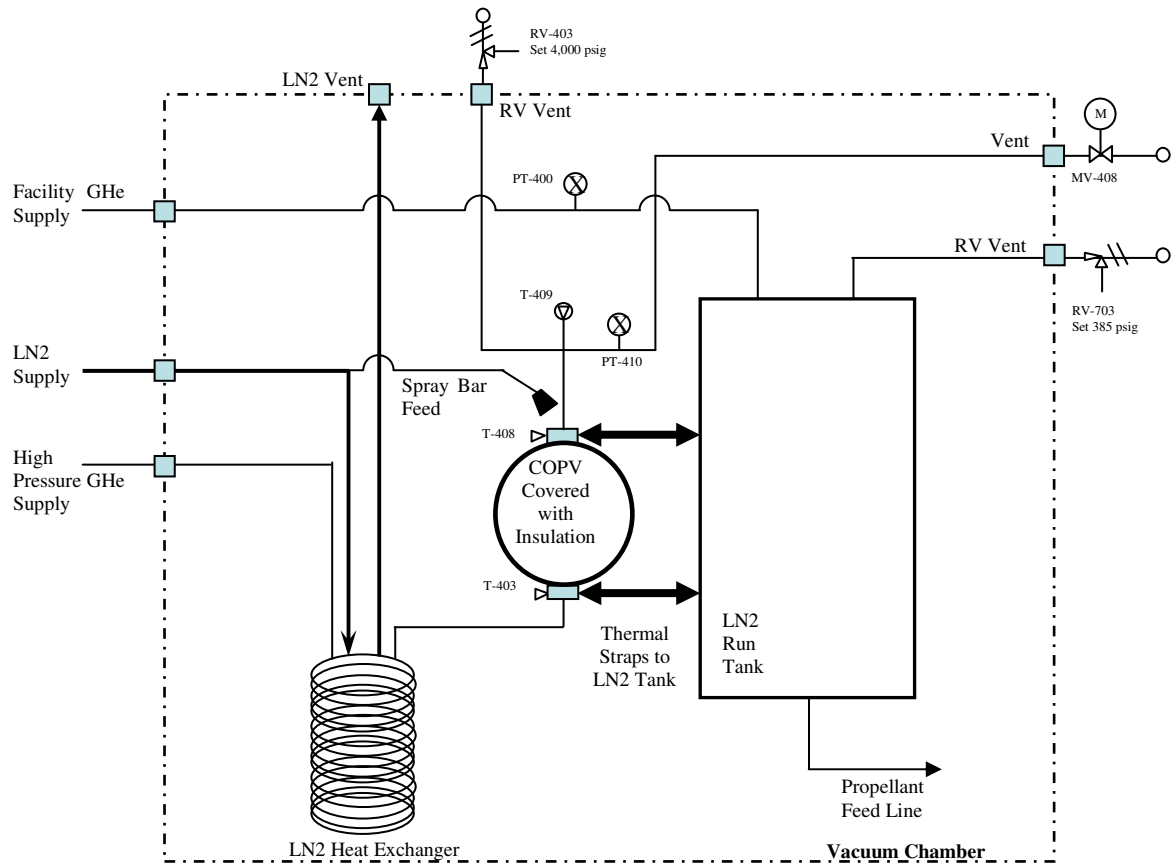 RV-403
Set 4,000 psig
LN2 Vent
RV Vent
M
Vent
MV-408
Facility GHe
Supply
PT-400
RV Vent
T-409
RV-703
Set 385 psig
PT-410
LN2
Supply
Spray Bar
Feed
T-408
High
Pressure GHe
Supply
COPV
Covered
with
Insulation
T-403
Thermal
Straps to
LN2 Tank
LN2
Run
Tank
Propellant
Feed Line
LN2 Heat Exchanger
Vacuum Chamber